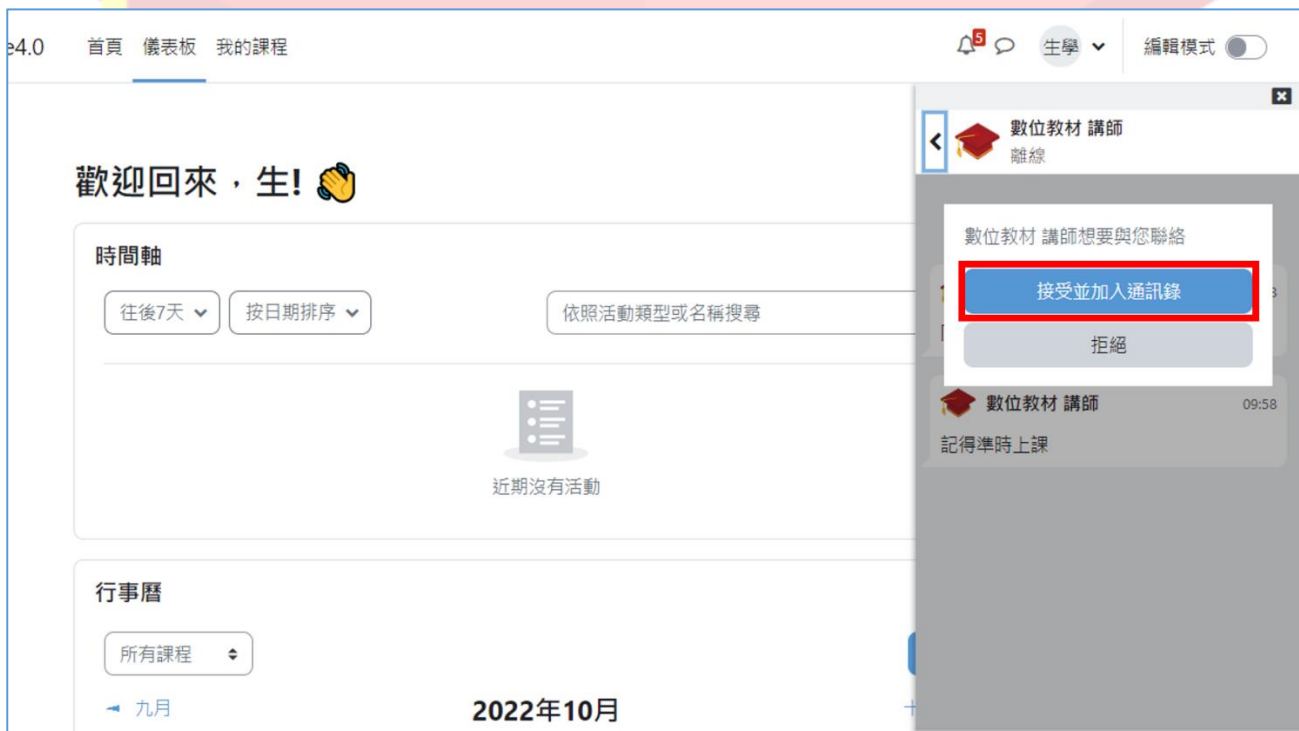 e4.0 首頁 儀表板 我的課程 5 生學 編輯模式
數位教材 講師
離線
歡迎回來，生! 👋
數位教材 講師想要與您聯絡
接受並加入通訊錄
拒絕
時間軸
往後7天 按日期排序 依照活動類型或名稱搜尋
近期沒有活動
數位教材 講師 09:58
記得準時上課
行事曆
所有課程
九月 2022年10月